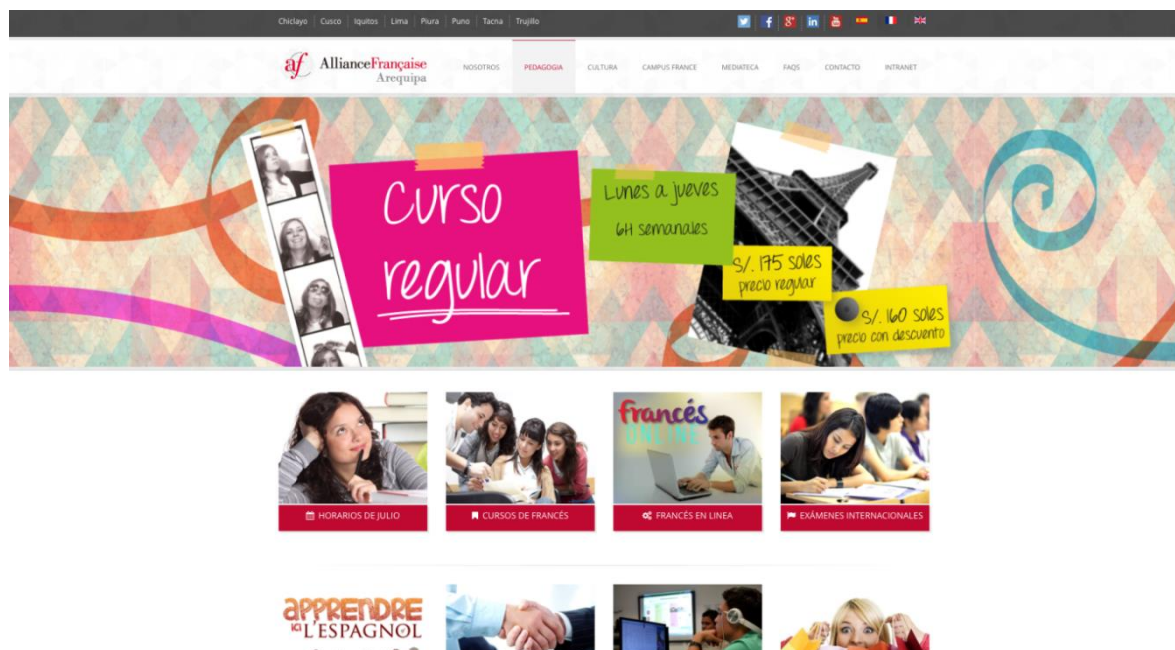 Chiclayo Cusco Iquitos Lima Piura Puno Tacna Trujillo
af AllianceFrançaise
Arequipa
NOSOTROS PEDAGOGIA CULTURA CAMPUS FRANCE MEDIATECA FAQS CONTACTO INTRANET
Curso
regular
Lunes a jueves
6H semanales
S/. 175 soles
precio regular
S/. 160 soles
precio con descuento
francés
ONLINE
HORARIOS DE JULIO
CURSOS DE FRANCÉS
FRANCÉS EN LINEA
EXÁMENES INTERNACIONALES
APPRENDRE
L'ESPAGNOL